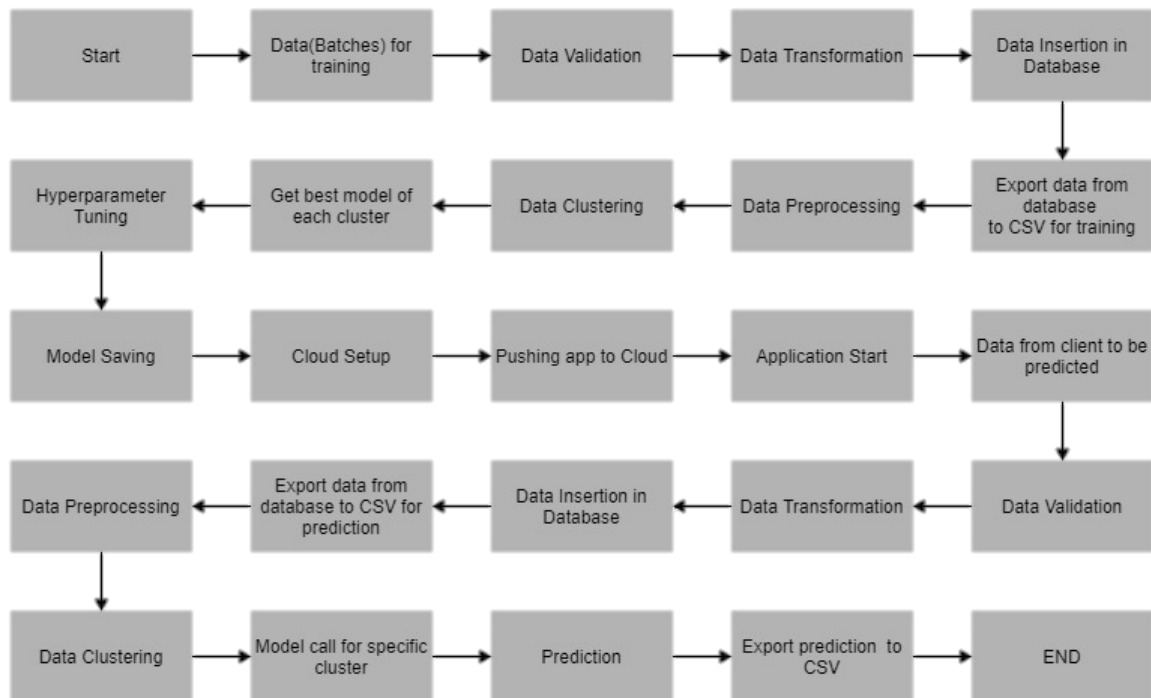 Start
Data(Batches) for
training
Data Validation
Data Transformation
Data Insertion in
Database
Hyperparameter
Tuning
Get best model of
each cluster
Data Clustering
Data Preprocessing
Export data from
database
to CSV for training
Model Saving
Cloud Setup
Pushing app to Cloud
Application Start
Data from client to be
predicted
Data Preprocessing
Export data from
database to CSV for
prediction
Data Insertion in
Database
Data Transformation
Data Validation
Data Clustering
Model call for specific
cluster
Prediction
Export prediction to
CSV
END